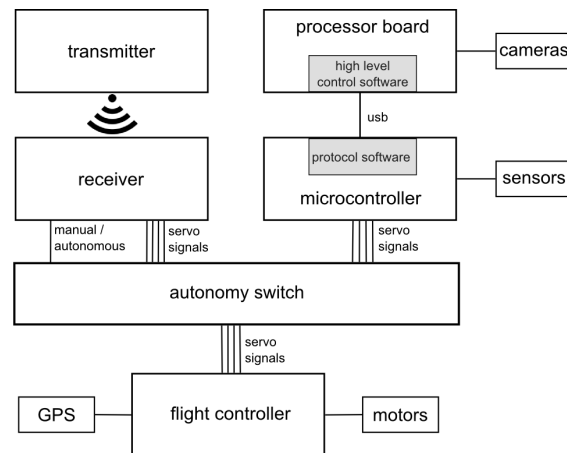 transmitter
processor board
high level
control software
cameras
usb
receiver
protocol software
microcontroller
sensors
manual /
autonomous
servo
signals
servo
signals
autonomy switch
servo
signals
GPS
flight controller
motors